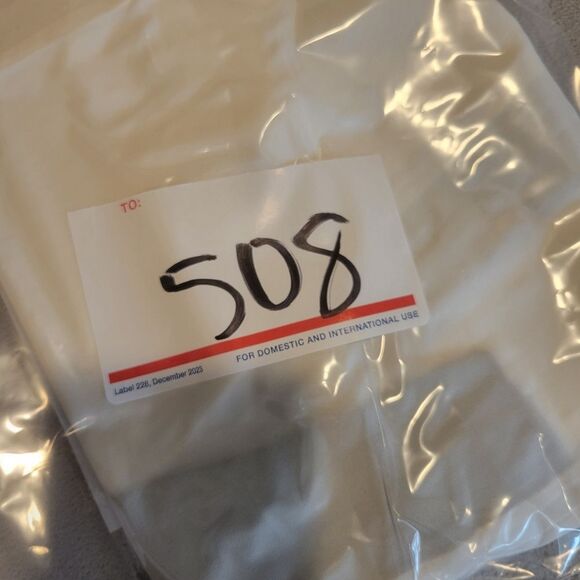 TO:
508
FOR DOMESTIC AND INTERNATIONAL USE
Label 228, December 2023